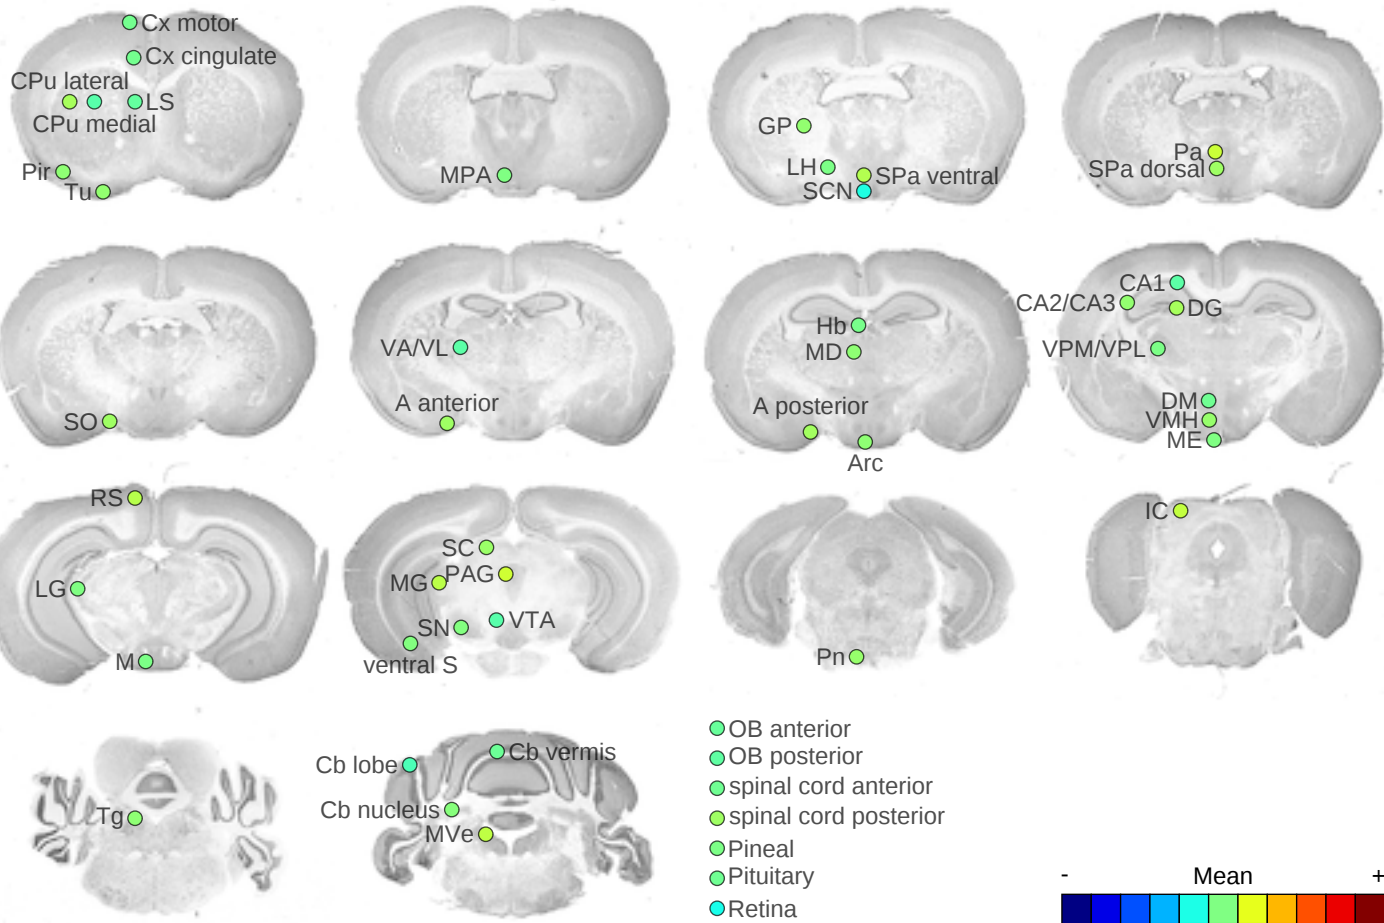 Cx motor
Cx cingulate
CPu lateral
LS
CPu medial
Pir
Tu
MPA
GP
LH
SPa ventral
SCN
Pa
SPa dorsal
SO
VA/VL
A anterior
Hb
MD
A posterior
Arc
CA1
CA2/CA3
DG
VPM/VPL
DM
VMH
ME
RS
LG
M
SC
MG
PAG
VTA
SN
ventral S
Pn
IC
Tg
Cb lobe
Cb vermis
Cb nucleus
MVe
OB anterior
OB posterior
spinal cord anterior
spinal cord posterior
Pineal
Pituitary
Retina
- Mean +